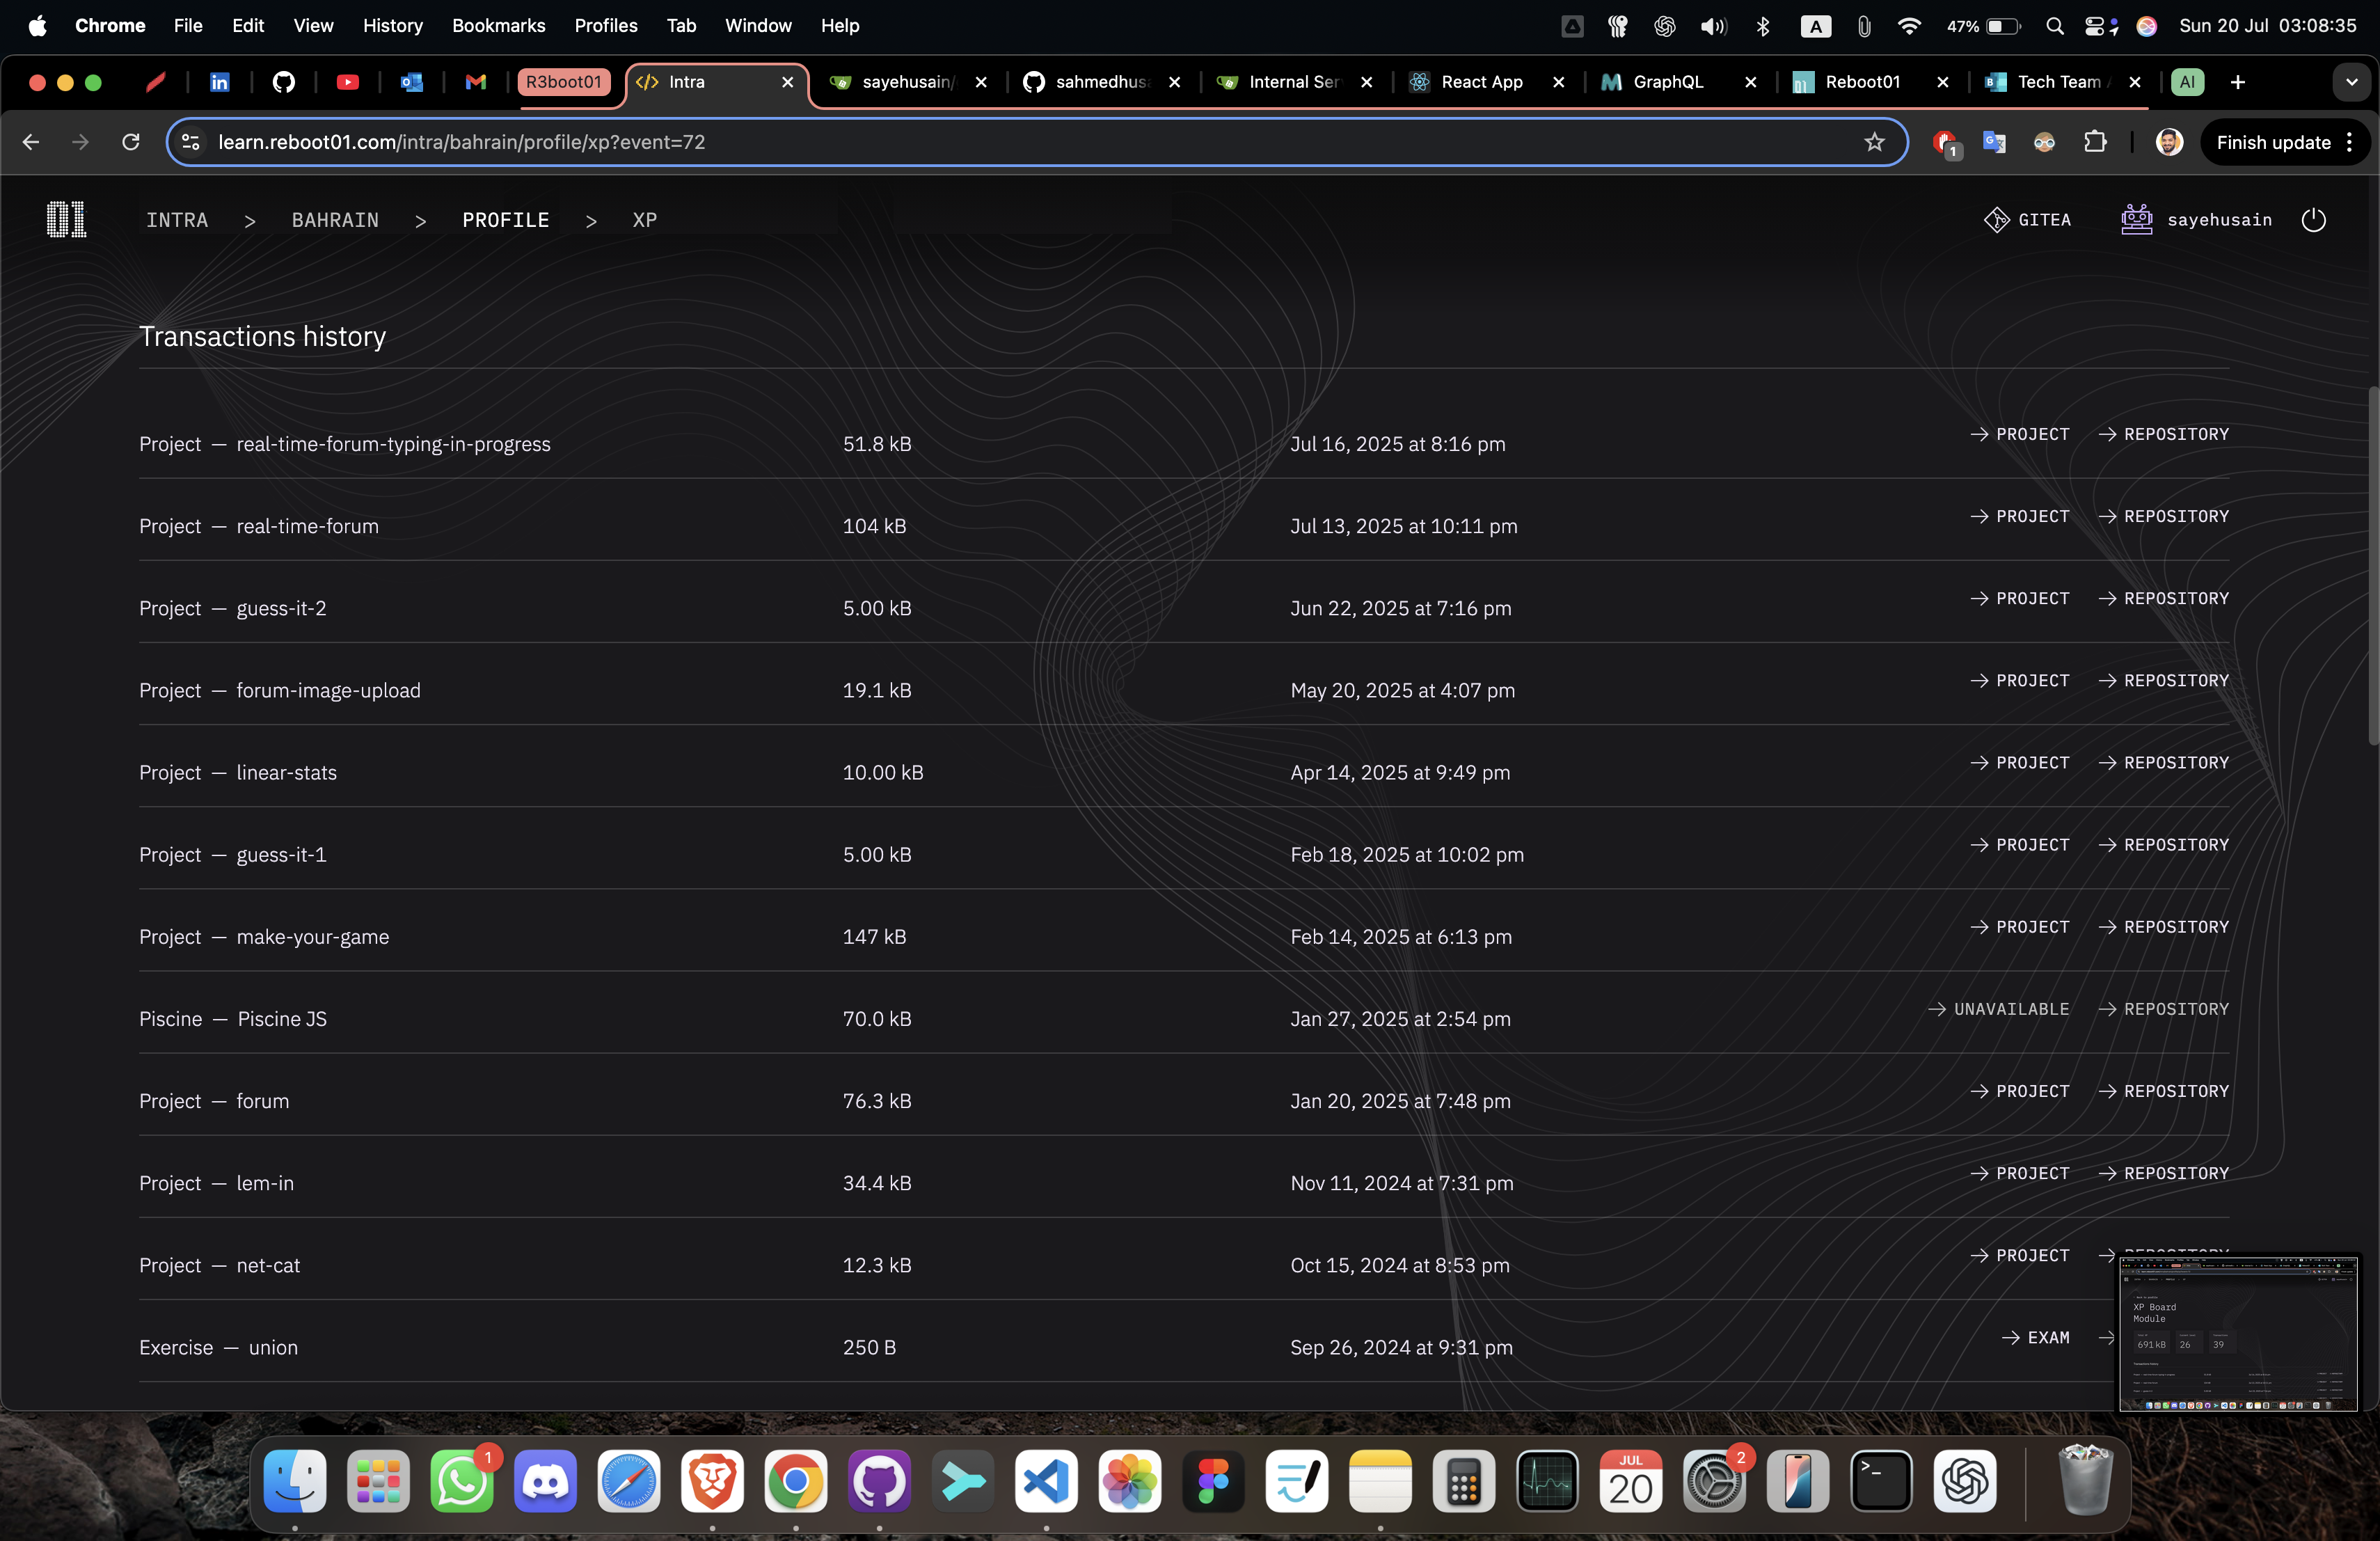 Chrome File Edit View History Bookmarks Profiles Tab Window Help A 47% Sun 20 Jul 03:08:35
in R3boot01 Intra sayehusain/ sahmedhusa Internal Ser React App GraphQL Reboot01 Tech Team AI
learn.reboot01.com/intra/bahrain/profile/xp?event=72 1 Finish update
01 INTRA > BAHRAIN > PROFILE > XP GITEA sayehusain
Transactions history
Project — real-time-forum-typing-in-progress 51.8 kB Jul 16, 2025 at 8:16 pm → PROJECT → REPOSITORY
Project — real-time-forum 104 kB Jul 13, 2025 at 10:11 pm → PROJECT → REPOSITORY
Project — guess-it-2 5.00 kB Jun 22, 2025 at 7:16 pm → PROJECT → REPOSITORY
Project — forum-image-upload 19.1 kB May 20, 2025 at 4:07 pm → PROJECT → REPOSITORY
Project — linear-stats 10.00 kB Apr 14, 2025 at 9:49 pm → PROJECT → REPOSITORY
Project — guess-it-1 5.00 kB Feb 18, 2025 at 10:02 pm → PROJECT → REPOSITORY
Project — make-your-game 147 kB Feb 14, 2025 at 6:13 pm → PROJECT → REPOSITORY
Piscine — Piscine JS 70.0 kB Jan 27, 2025 at 2:54 pm → UNAVAILABLE → REPOSITORY
Project — forum 76.3 kB Jan 20, 2025 at 7:48 pm → PROJECT → REPOSITORY
Project — lem-in 34.4 kB Nov 11, 2024 at 7:31 pm → PROJECT → REPOSITORY
Project — net-cat 12.3 kB Oct 15, 2024 at 8:53 pm → PROJECT → REPOSITORY
Exercise — union 250 B Sep 26, 2024 at 9:31 pm → EXAM →
XP Board
Module
691 kB 26 39
1 JUL 20 2